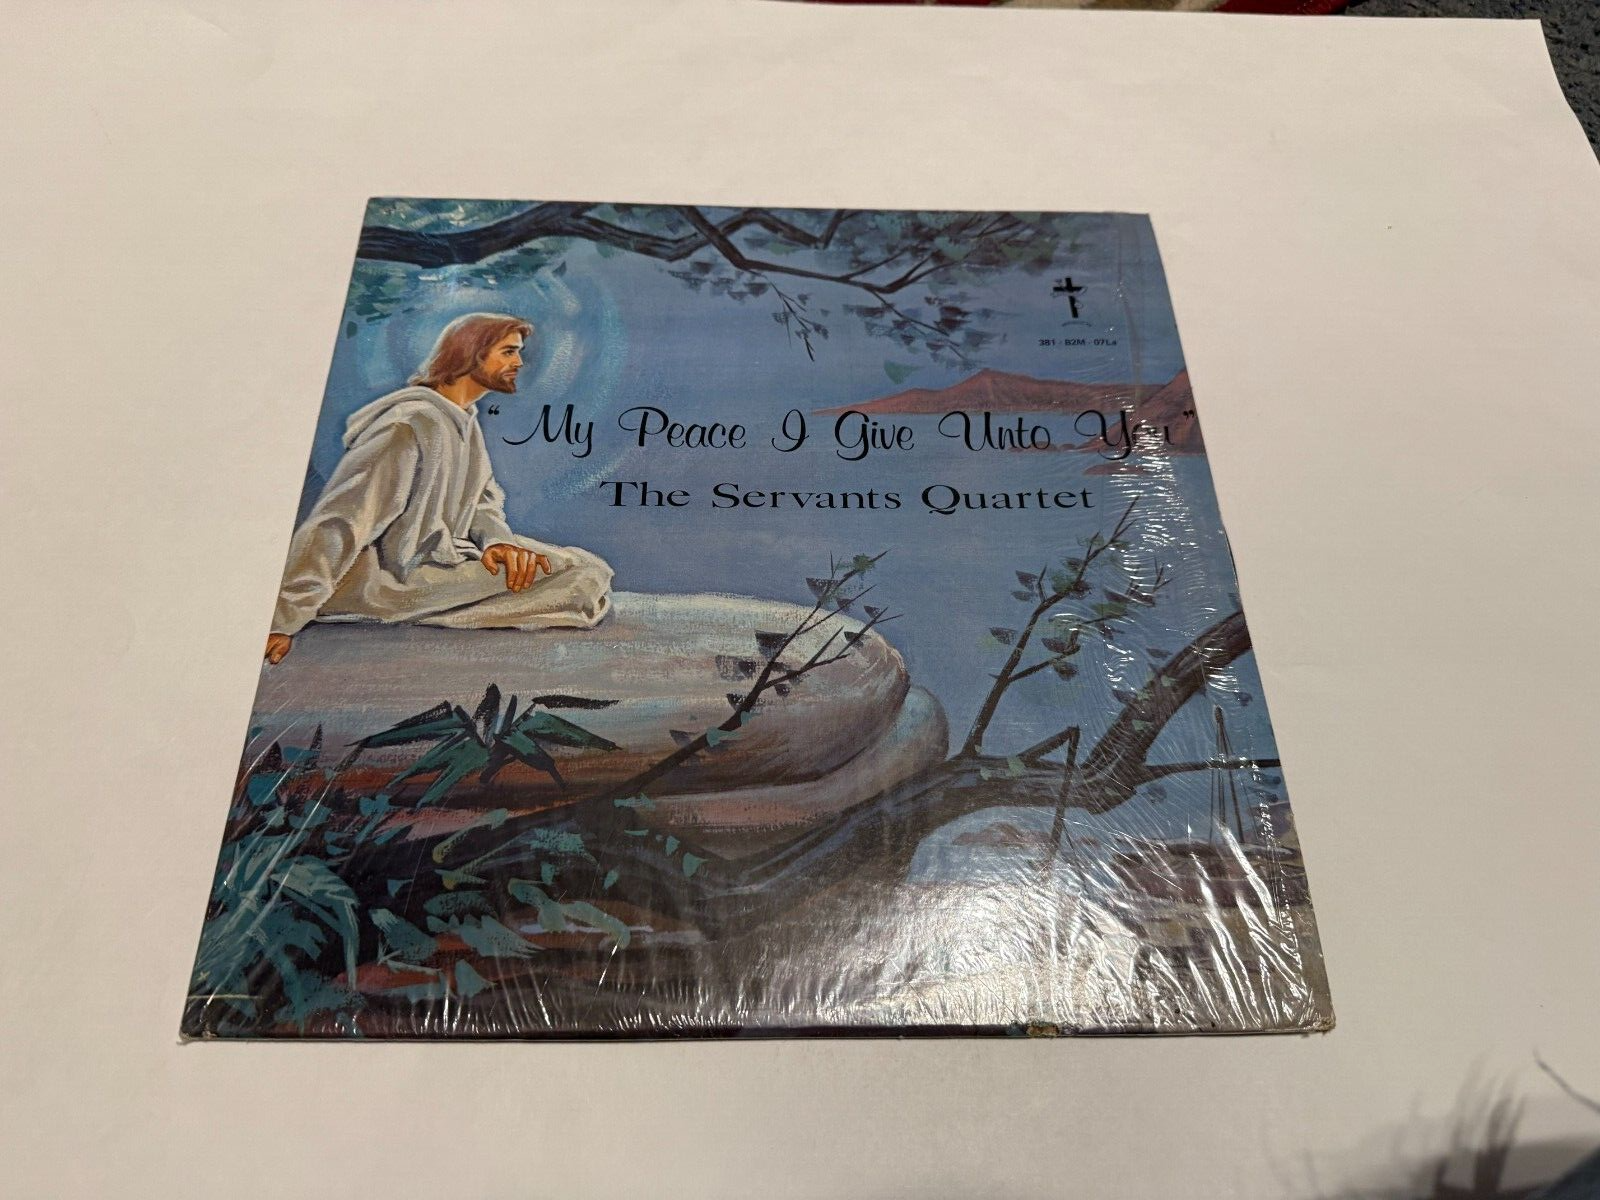 381 - B2M - 07La
“My Peace I Give Unto You”
The Servants Quartet